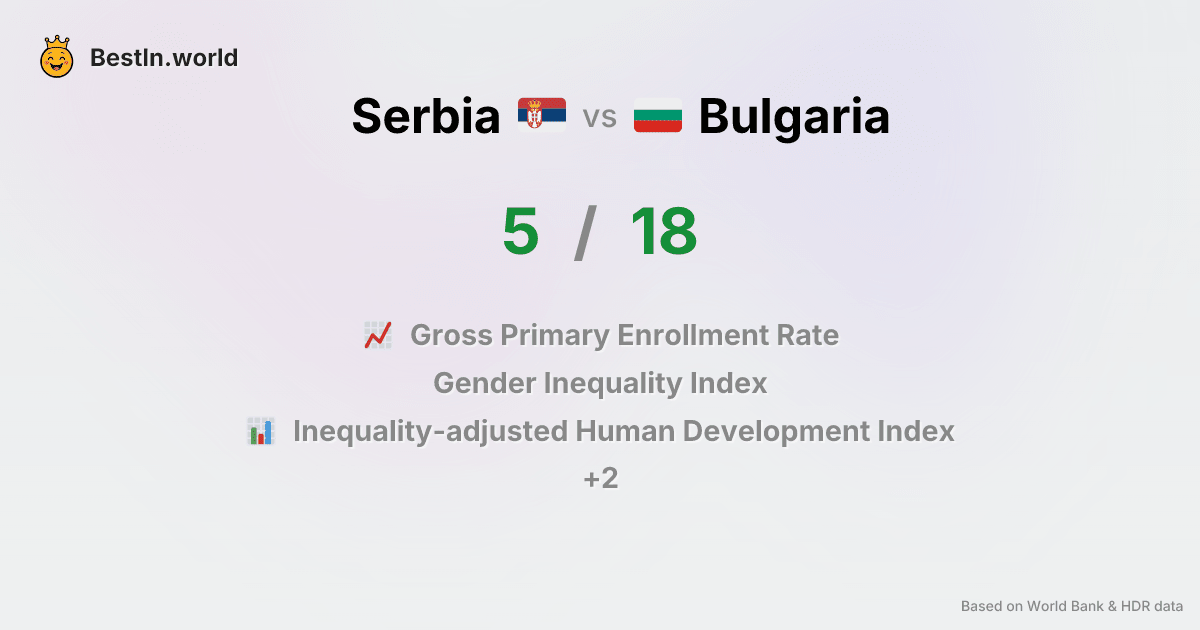 BestIn.world
Serbia vs Bulgaria
5 / 18
Gross Primary Enrollment Rate
Gender Inequality Index
Inequality-adjusted Human Development Index
+2
Based on World Bank & HDR data